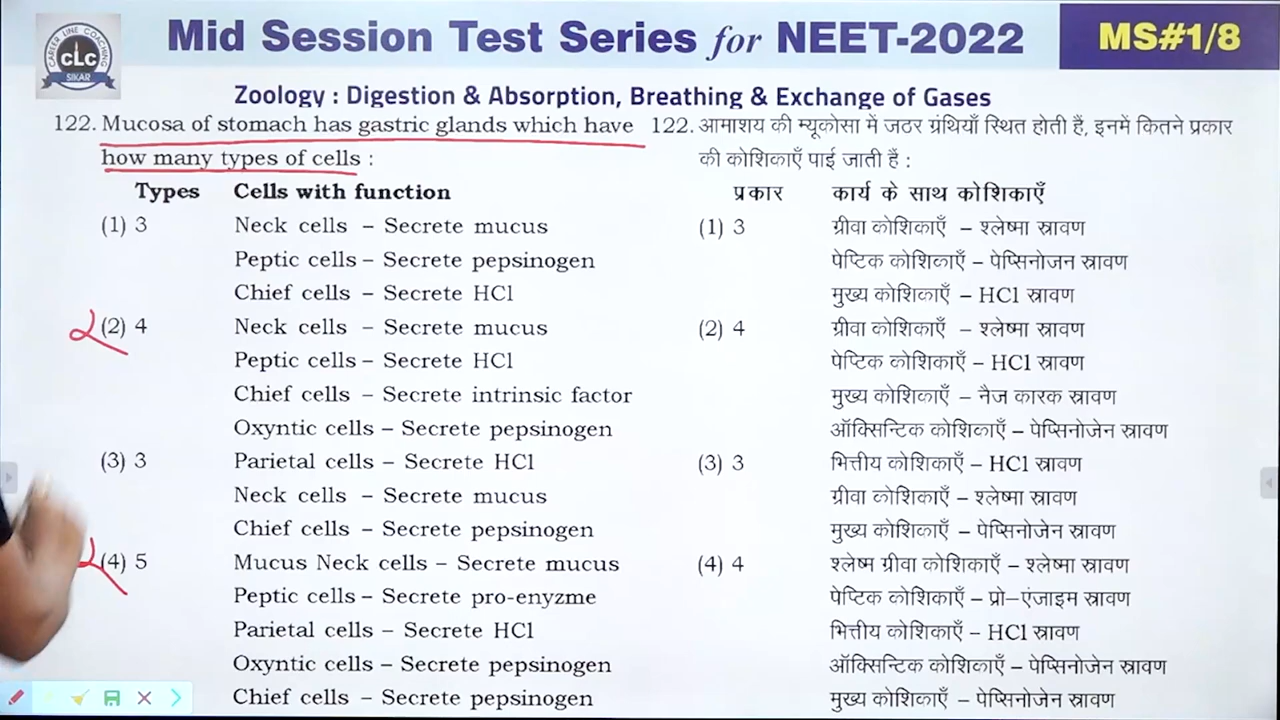 Mid Session Test Series for NEET-2022
MS#1/8
CAREER LINE COACHING
CLC
SIKAR
Zoology : Digestion & Absorption, Breathing & Exchange of Gases
122. Mucosa of stomach has gastric glands which have
how many types of cells :
Types Cells with function
(1) 3 Neck cells – Secrete mucus
Peptic cells – Secrete pepsinogen
Chief cells – Secrete HCl
(2) 4 Neck cells – Secrete mucus
Peptic cells – Secrete HCl
Chief cells – Secrete intrinsic factor
Oxyntic cells – Secrete pepsinogen
(3) 3 Parietal cells – Secrete HCl
Neck cells – Secrete mucus
Chief cells – Secrete pepsinogen
(4) 5 Mucus Neck cells – Secrete mucus
Peptic cells – Secrete pro-enyzme
Parietal cells – Secrete HCl
Oxyntic cells – Secrete pepsinogen
Chief cells – Secrete pepsinogen
122. आमाशय की म्यूकोसा में जठर ग्रंथियाँ स्थित होती हैं, इनमें कितने प्रकार
की कोशिकाएँ पाई जाती हैं :
प्रकार कार्य के साथ कोशिकाएँ
(1) 3 ग्रीवा कोशिकाएँ – श्लेष्मा स्रावण
पेप्टिक कोशिकाएँ – पेप्सिनोजन स्रावण
मुख्य कोशिकाएँ – HCl स्रावण
(2) 4 ग्रीवा कोशिकाएँ – श्लेष्मा स्रावण
पेप्टिक कोशिकाएँ – HCl स्रावण
मुख्य कोशिकाएँ – नैज कारक स्रावण
ऑक्सिन्टिक कोशिकाएँ – पेप्सिनोजेन स्रावण
(3) 3 भित्तीय कोशिकाएँ – HCl स्रावण
ग्रीवा कोशिकाएँ – श्लेष्मा स्रावण
मुख्य कोशिकाएँ – पेप्सिनोजेन स्रावण
(4) 4 श्लेष्म ग्रीवा कोशिकाएँ – श्लेष्मा स्रावण
पेप्टिक कोशिकाएँ – प्रो–एंजाइम स्रावण
भित्तीय कोशिकाएँ – HCl स्रावण
ऑक्सिन्टिक कोशिकाएँ – पेप्सिनोजेन स्रावण
मुख्य कोशिकाएँ – पेप्सिनोजेन स्रावण